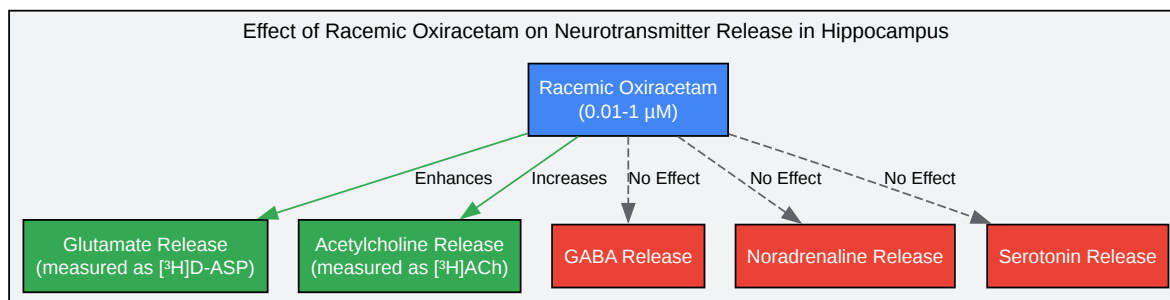 Effect of Racemic Oxiracetam on Neurotransmitter Release in Hippocampus
Racemic Oxiracetam
(0.01-1 µM)
Enhances
Increases
No Effect
No Effect
No Effect
Glutamate Release
(measured as [³H]D-ASP)
Acetylcholine Release
(measured as [³H]ACh)
GABA Release
Noradrenaline Release
Serotonin Release